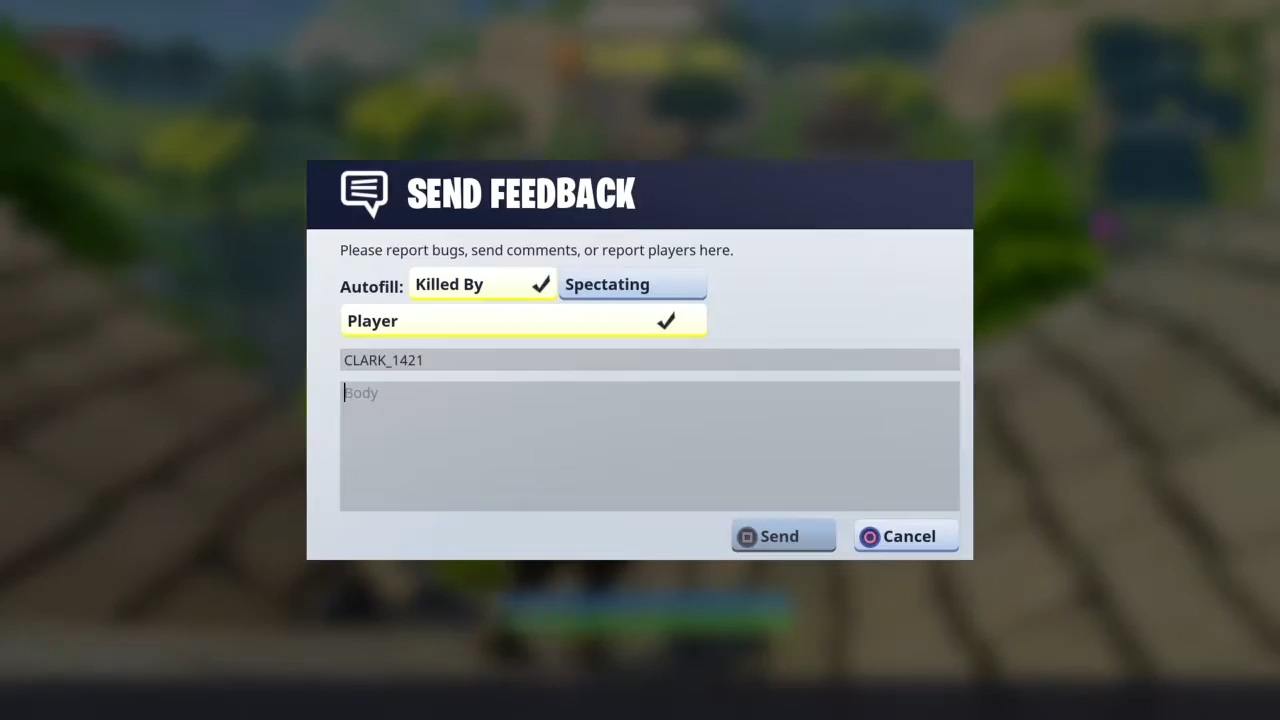 SEND FEEDBACK
Please report bugs, send comments, or report players here.
Autofill: Killed By Spectating
Player
CLARK_1421
Body
Send Cancel